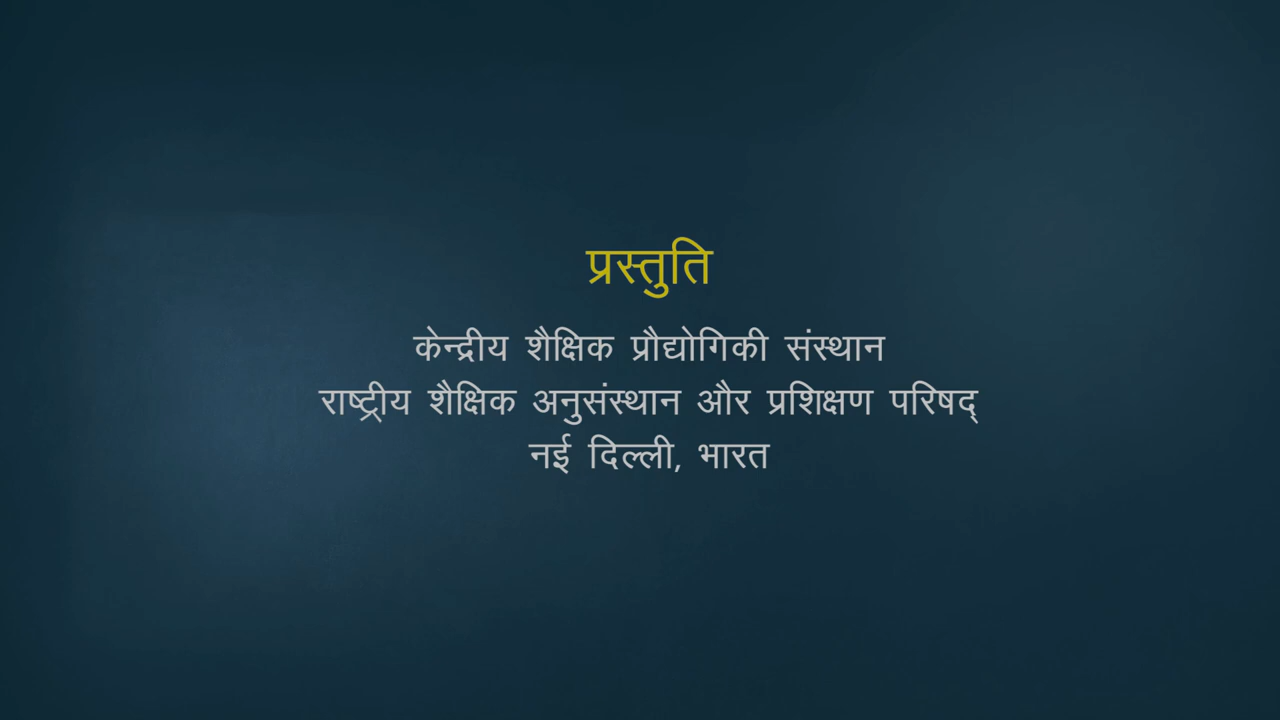 प्रस्तुति
केन्द्रीय शैक्षिक प्रौद्योगिकी संस्थान
राष्ट्रीय शैक्षिक अनुसंस्थान और प्रशिक्षण परिषद्
नई दिल्ली, भारत